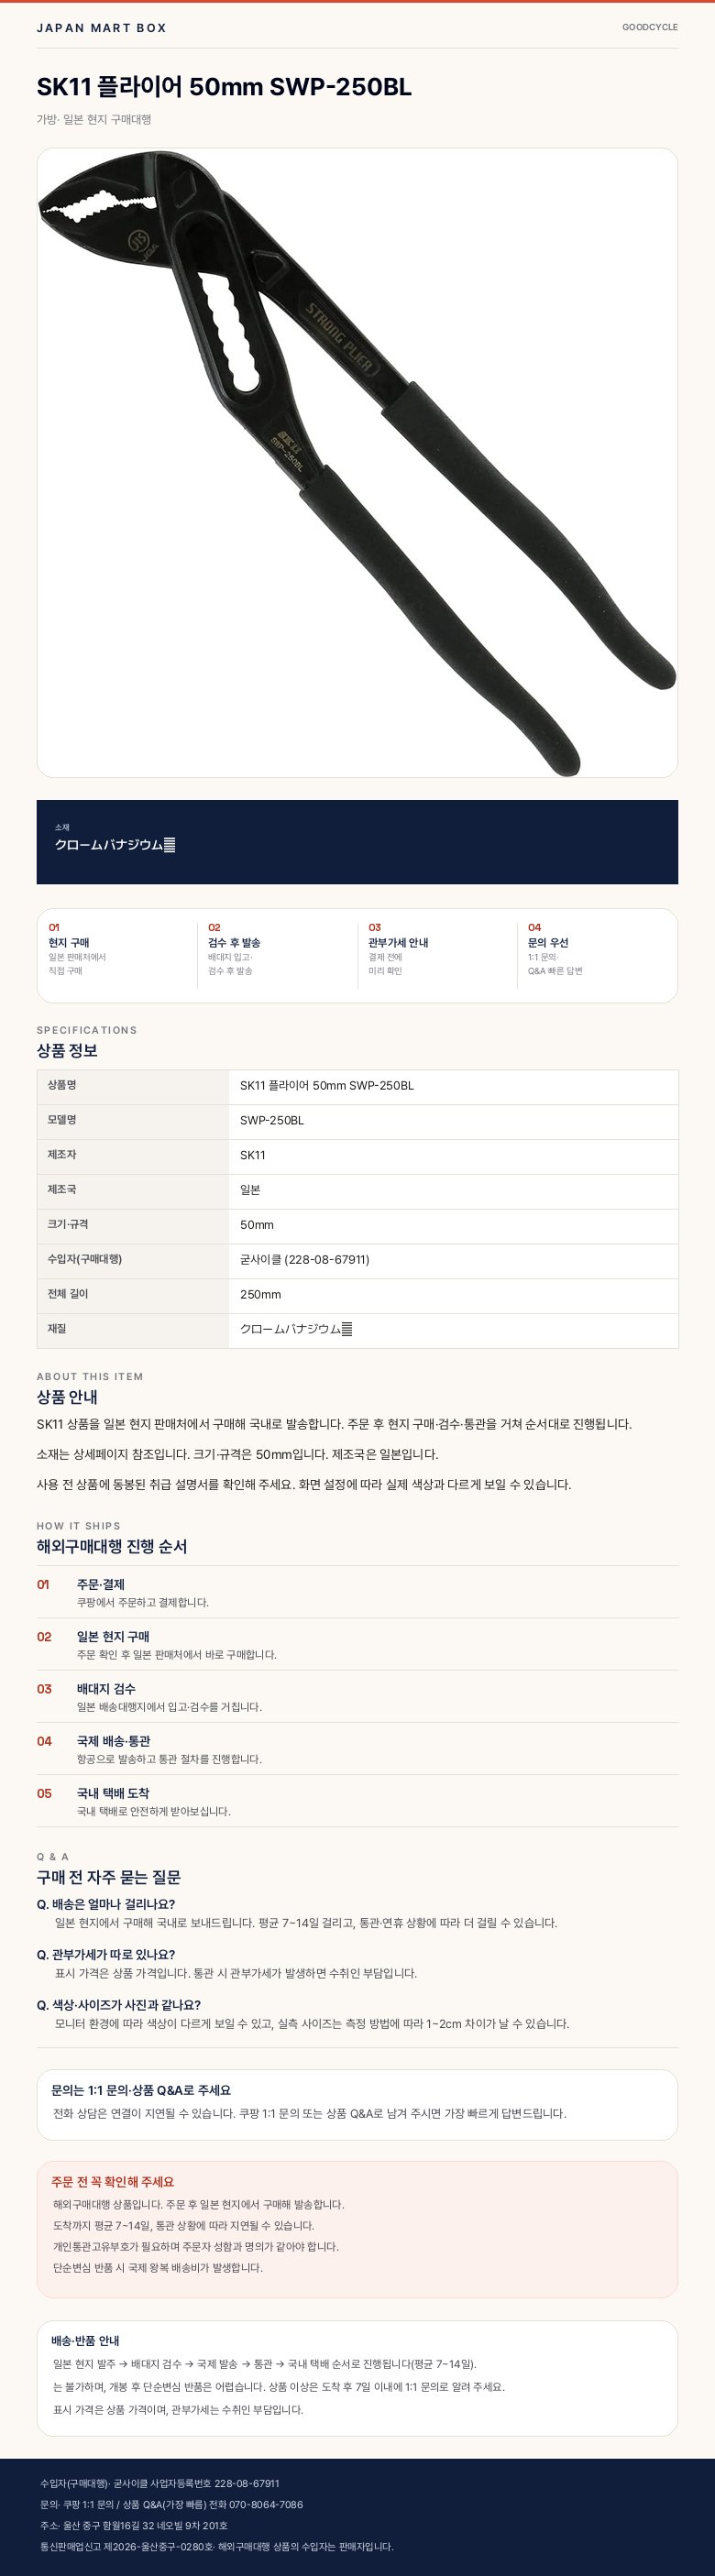 JAPAN MART BOX
GOODCYCLE
SK11 플라이어 50mm SWP-250BL
가방· 일본 현지 구매대행
JIS
STRONG PLIER
SK11
SWP-250BL
소재
クロームバナジウム
01
현지 구매
일본 판매처에서
직접 구매
02
검수 후 발송
배대지 입고·
검수 후 발송
03
관부가세 안내
결제 전에
미리 확인
04
문의 우선
1:1 문의·
Q&A 빠른 답변
SPECIFICATIONS
상품 정보
상품명 SK11 플라이어 50mm SWP-250BL
모델명 SWP-250BL
제조자 SK11
제조국 일본
크기·규격 50mm
수입자(구매대행) 굳사이클 (228-08-67911)
전체 길이 250mm
재질 クロームバナジウム
ABOUT THIS ITEM
상품 안내
SK11 상품을 일본 현지 판매처에서 구매해 국내로 발송합니다. 주문 후 현지 구매·검수·통관을 거쳐 순서대로 진행됩니다.
소재는 상세페이지 참조입니다. 크기·규격은 50mm입니다. 제조국은 일본입니다.
사용 전 상품에 동봉된 취급 설명서를 확인해 주세요. 화면 설정에 따라 실제 색상과 다르게 보일 수 있습니다.
HOW IT SHIPS
해외구매대행 진행 순서
01 주문·결제
쿠팡에서 주문하고 결제합니다.
02 일본 현지 구매
주문 확인 후 일본 판매처에서 바로 구매합니다.
03 배대지 검수
일본 배송대행지에서 입고·검수를 거칩니다.
04 국제 배송·통관
항공으로 발송하고 통관 절차를 진행합니다.
05 국내 택배 도착
국내 택배로 안전하게 받아보십니다.
Q & A
구매 전 자주 묻는 질문
Q. 배송은 얼마나 걸리나요?
일본 현지에서 구매해 국내로 보내드립니다. 평균 7~14일 걸리고, 통관·연휴 상황에 따라 더 걸릴 수 있습니다.
Q. 관부가세가 따로 있나요?
표시 가격은 상품 가격입니다. 통관 시 관부가세가 발생하면 수취인 부담입니다.
Q. 색상·사이즈가 사진과 같나요?
모니터 환경에 따라 색상이 다르게 보일 수 있고, 실측 사이즈는 측정 방법에 따라 1~2cm 차이가 날 수 있습니다.
문의는 1:1 문의·상품 Q&A로 주세요
전화 상담은 연결이 지연될 수 있습니다. 쿠팡 1:1 문의 또는 상품 Q&A로 남겨 주시면 가장 빠르게 답변드립니다.
주문 전 꼭 확인해 주세요
해외구매대행 상품입니다. 주문 후 일본 현지에서 구매해 발송합니다.
도착까지 평균 7~14일, 통관 상황에 따라 지연될 수 있습니다.
개인통관고유부호가 필요하며 주문자 성함과 명의가 같아야 합니다.
단순변심 반품 시 국제 왕복 배송비가 발생합니다.
배송·반품 안내
일본 현지 발주 → 배대지 검수 → 국제 발송 → 통관 → 국내 택배 순서로 진행됩니다(평균 7~14일).
는 불가하며, 개봉 후 단순변심 반품은 어렵습니다. 상품 이상은 도착 후 7일 이내에 1:1 문의로 알려 주세요.
표시 가격은 상품 가격이며, 관부가세는 수취인 부담입니다.
수입자(구매대행)· 굳사이클 사업자등록번호 228-08-67911
문의· 쿠팡 1:1 문의 / 상품 Q&A(가장 빠름) 전화 070-8064-7086
주소· 울산 중구 함월16길 32 네오빌 9차 201호
통신판매업신고 제2026-울산중구-0280호· 해외구매대행 상품의 수입자는 판매자입니다.